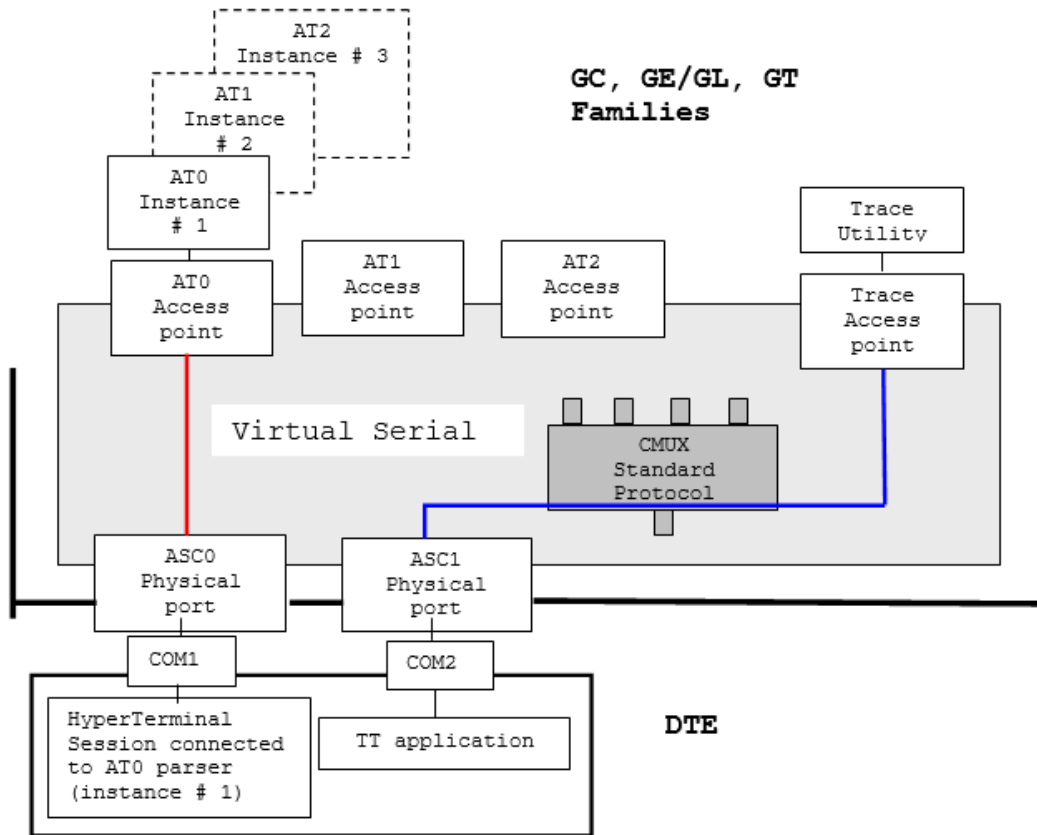 AT2
Instance # 3
GC, GE/GL, GT
Families
AT1
Instance
# 2
AT0
Instance
# 1
Trace
Utility
AT0
Access
point
AT1
Access
point
AT2
Access
point
Trace
Access
point
Virtual Serial
CMUX
Standard
Protocol
ASC0
Physical
port
ASC1
Physical
port
COM1
COM2
HyperTerminal
Session connected
to AT0 parser
(instance # 1)
TT application
DTE